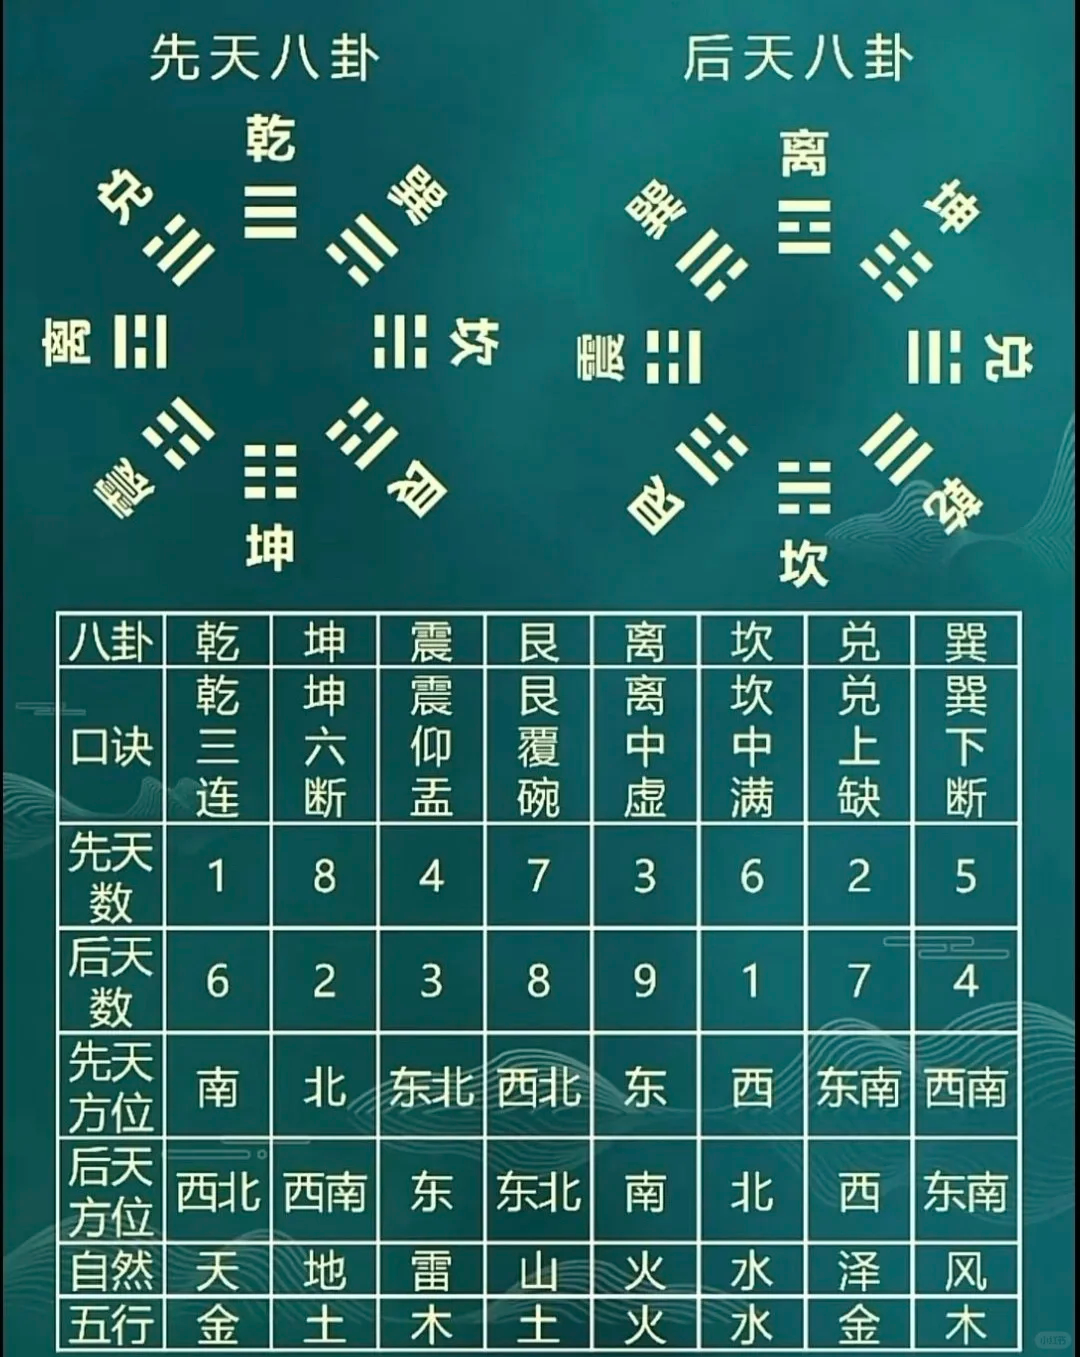 先天八卦
后天八卦
乾
兑
巽
离
坎
震
艮
坤
离
巽
坤
震
兑
艮
乾
坎
八卦 乾 坤 震 艮 离 坎 兑 巽
口诀 乾三连 坤六断 震仰盂 艮覆碗 离中虚 坎中满 兑上缺 巽下断
先天数 1 8 4 7 3 6 2 5
后天数 6 2 3 8 9 1 7 4
先天方位 南 北 东北 西北 东 西 东南 西南
后天方位 西北 西南 东 东北 南 北 西 东南
自然 天 地 雷 山 火 水 泽 风
五行 金 土 木 土 火 水 金 木